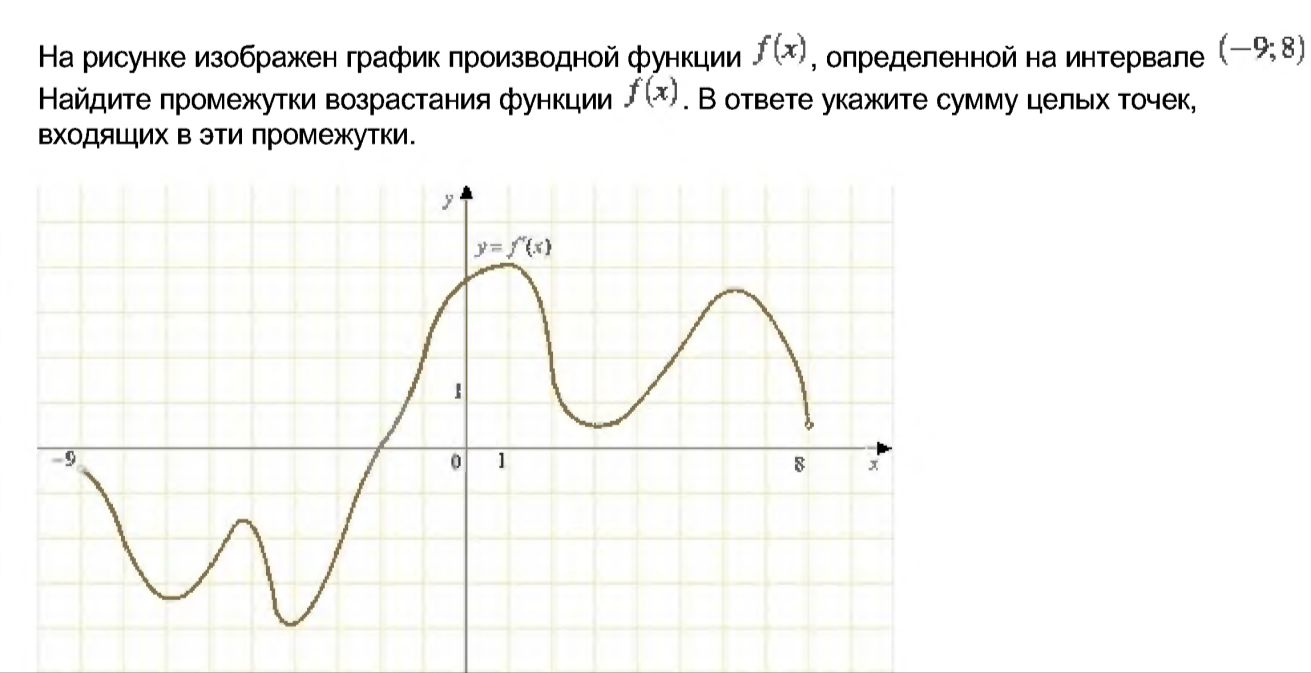 На рисунке изображен график производной функции f(x), определенной на интервале (−9; 8)
Найдите промежутки возрастания функции f(x). В ответе укажите сумму целых точек,
входящих в эти промежутки.
y
y = f'(x)
1
−9
0
1
8
x